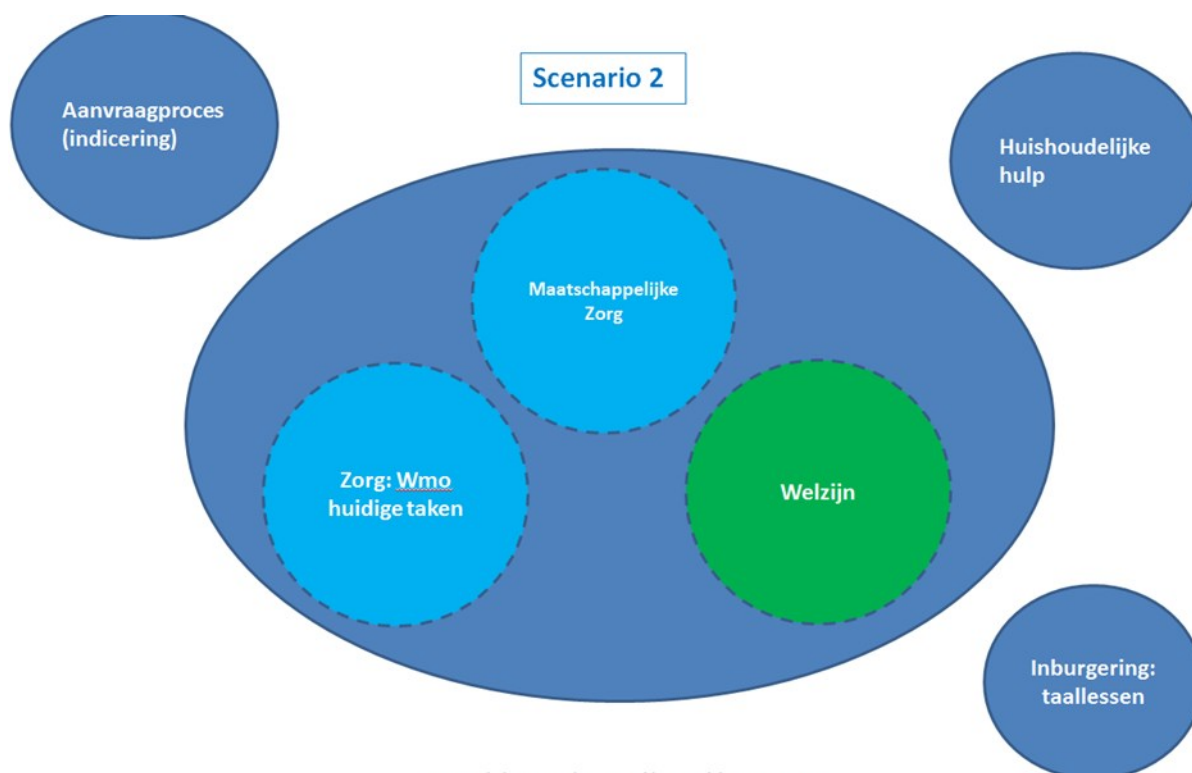 Scenario 2
Aanvraagproces
(indicering)
Huishoudelijke
hulp
Maatschappelijke
Zorg
Zorg: Wmo
huidige taken
Welzijn
Inburgering:
taallessen